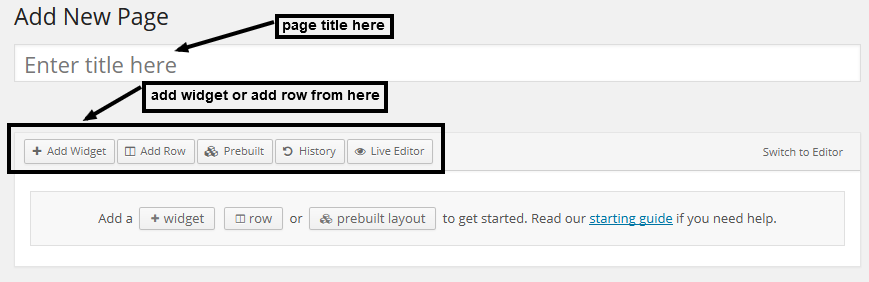 Add New Page
page title here
Enter title here
add widget or add row from here
Add Widget Add Row Prebuilt History Live Editor Switch to Editor
Add a widget row or prebuilt layout to get started. Read our starting guide if you need help.